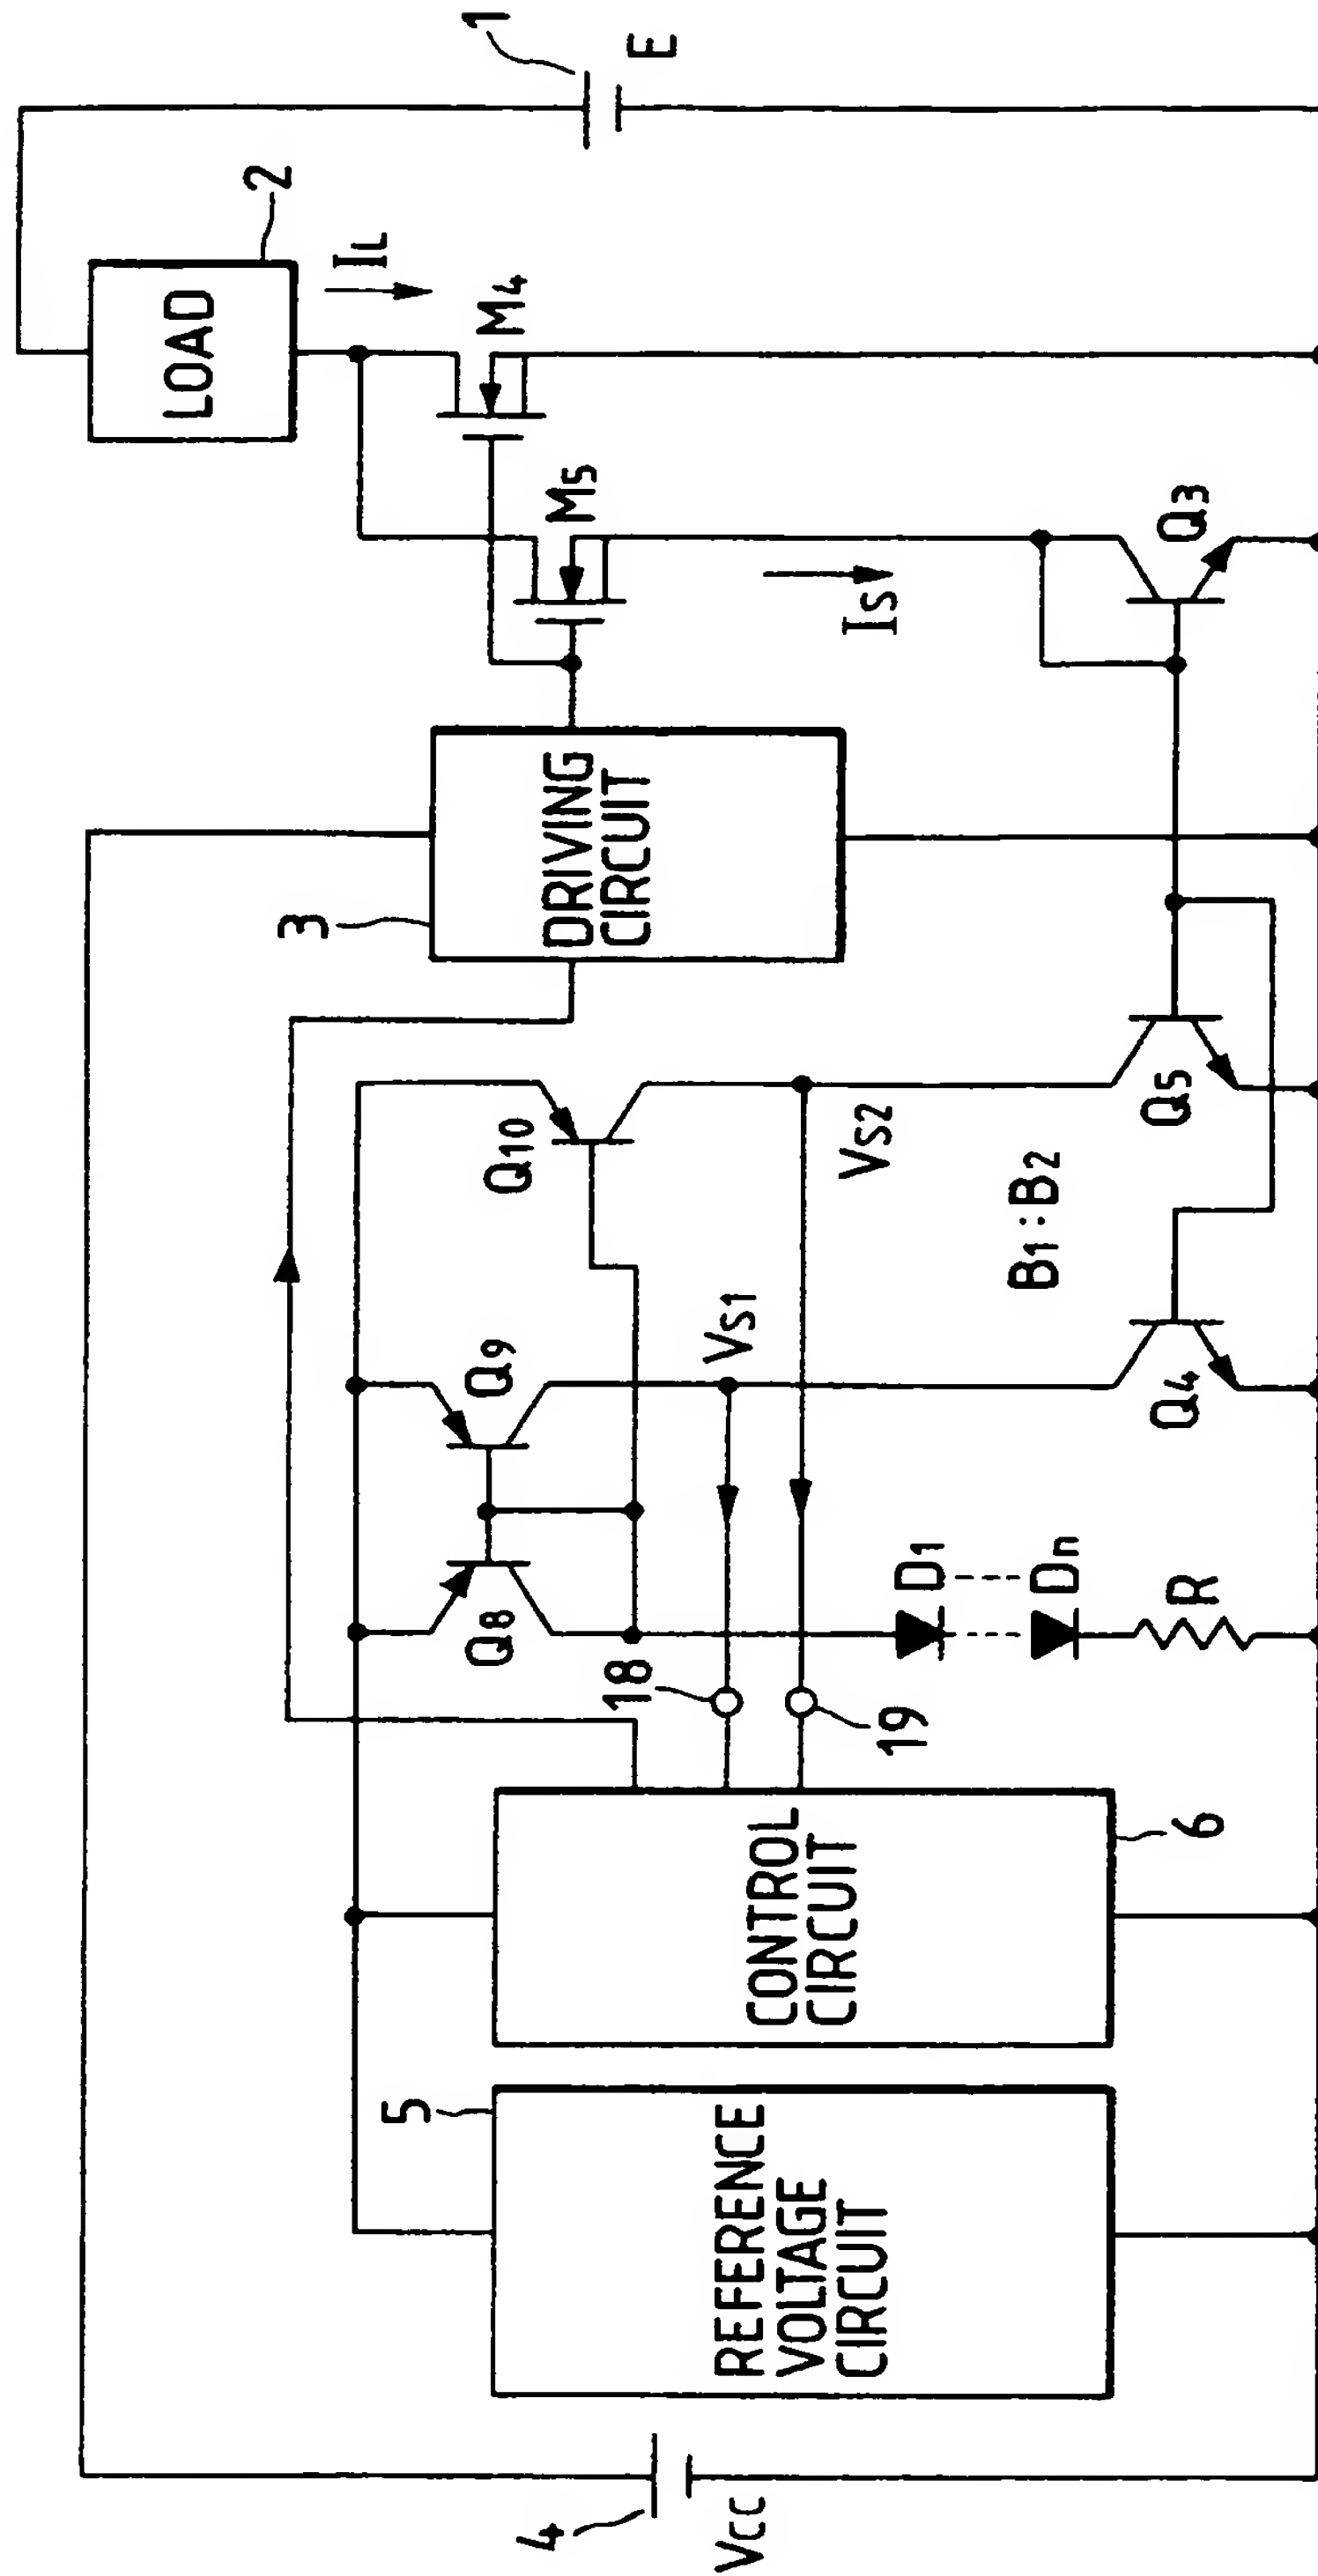 1
E
2
LOAD
IL
M4
M5
IS
Q3
3
DRIVING
CIRCUIT
Q10
Q5
VS2
B1:B2
Q9
VS1
Q4
Q8
D1
Dn
R
18
19
CONTROL
CIRCUIT
6
5
REFERENCE
VOLTAGE
CIRCUIT
4
VCC